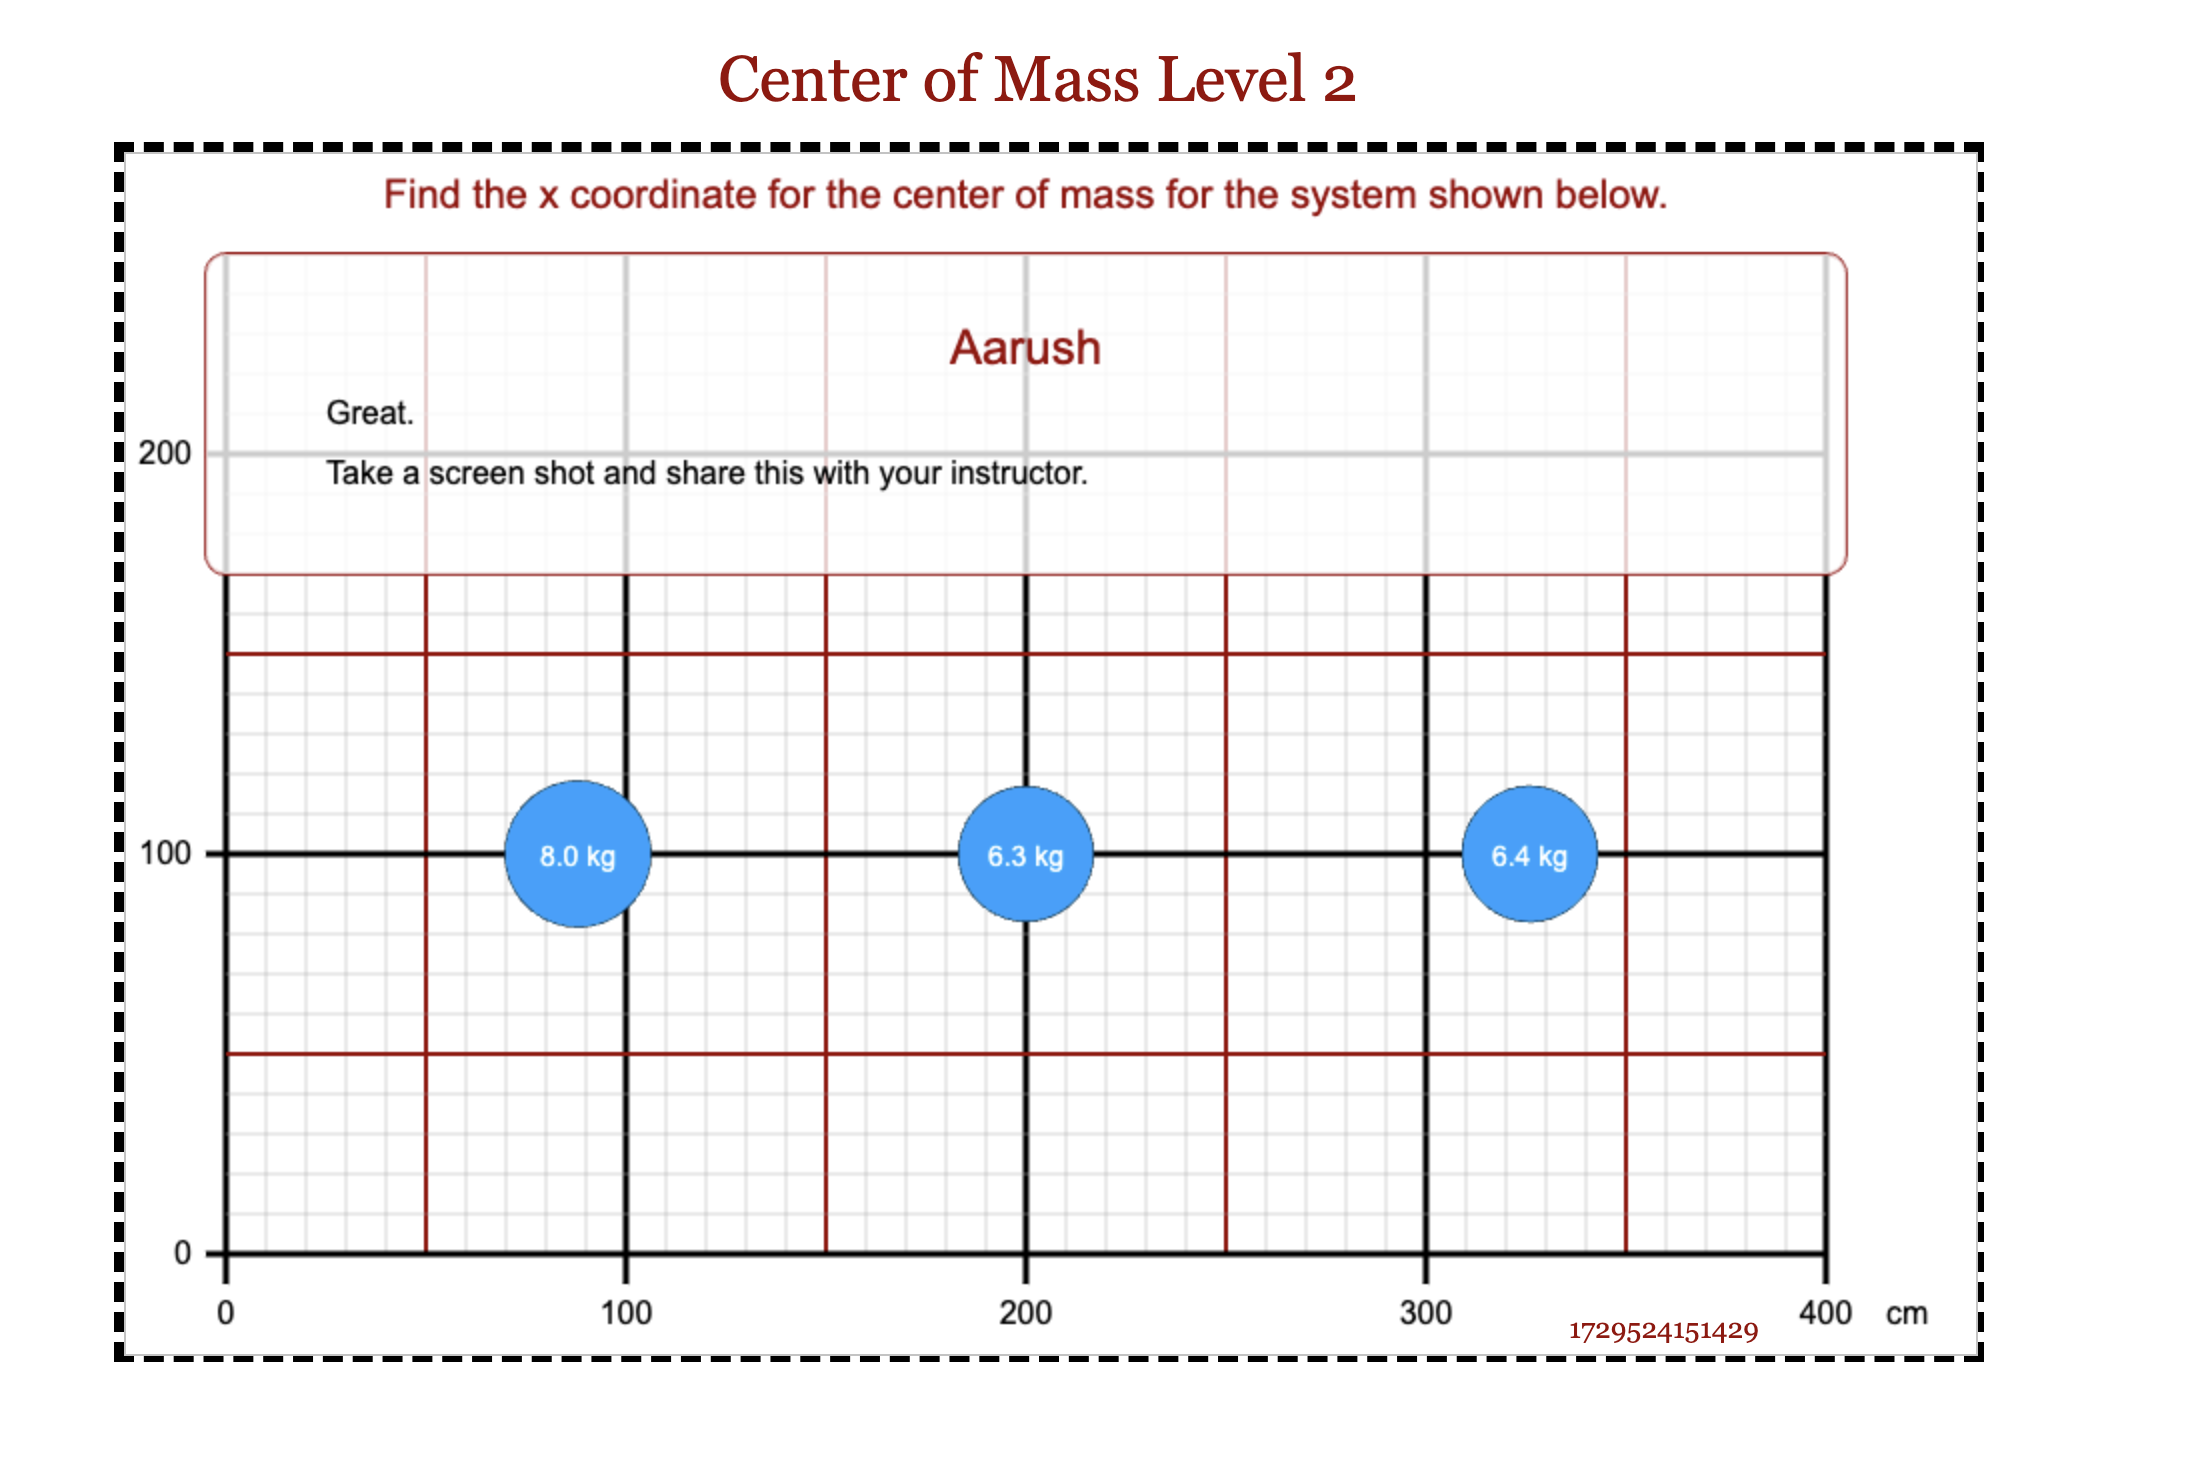 Center of Mass Level 2
Find the x coordinate for the center of mass for the system shown below.
Aarush
Great.
200
Take a screen shot and share this with your instructor.
100
8.0 kg
6.3 kg
6.4 kg
0
0 100 200 300 400 cm
1729524151429